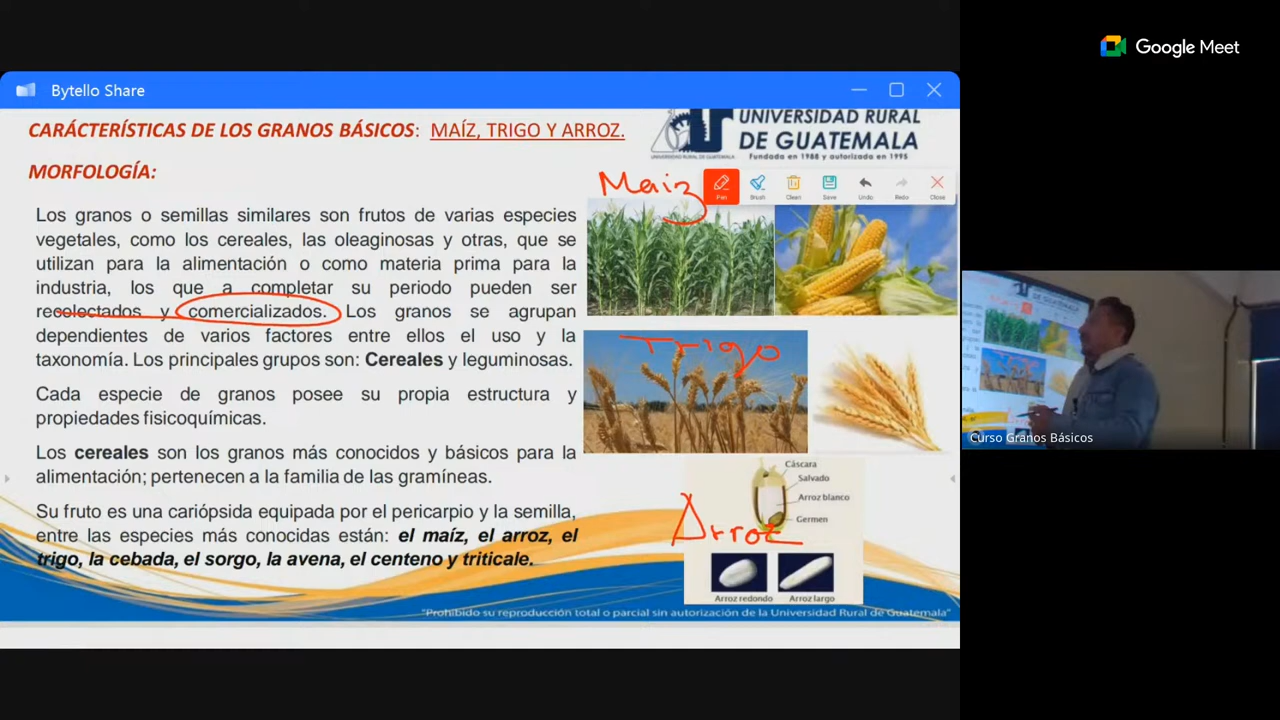 Google Meet
Bytello Share
CARÁCTERÍSTICAS DE LOS GRANOS BÁSICOS: MAÍZ, TRIGO Y ARROZ.
UNIVERSIDAD RURAL
DE GUATEMALA
Fundada en 1988 y autorizada en 1995
UNIVERSIDAD RURAL DE GUATEMALA
MORFOLOGÍA:
Maiz
Pen
Brush
Clean
Save
Undo
Redo
Close
Los granos o semillas similares son frutos de varias especies
vegetales, como los cereales, las oleaginosas y otras, que se
utilizan para la alimentación o como materia prima para la
industria, los que a completar su periodo pueden ser
recolectados y comercializados. Los granos se agrupan
dependientes de varios factores entre ellos el uso y la
taxonomía. Los principales grupos son: Cereales y leguminosas.
Trigo
Cada especie de granos posee su propia estructura y
propiedades fisicoquímicas.
Curso Granos Básicos
Los cereales son los granos más conocidos y básicos para la
alimentación; pertenecen a la familia de las gramíneas.
Cáscara
Salvado
Arroz blanco
Germen
Arroz
Su fruto es una cariópsida equipada por el pericarpio y la semilla,
entre las especies más conocidas están: el maíz, el arroz, el
trigo, la cebada, el sorgo, la avena, el centeno y triticale.
Arroz redondo
Arroz largo
"Prohibido su reproducción total o parcial sin autorización de la Universidad Rural de Guatemala"